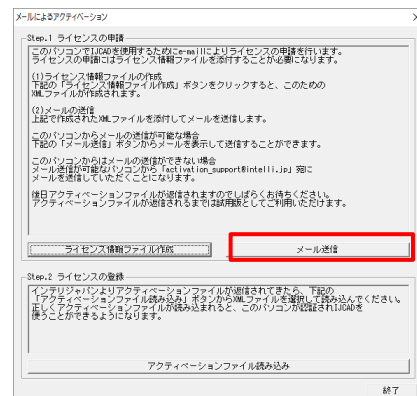 メールによるアクティベーション
Step.1 ライセンスの申請
このパソコンでIJCADを使用するためにe-mailによりライセンスの申請を行います。
ライセンスの申請にはライセンス情報ファイルを添付することが必要になります。
(1)ライセンス情報ファイルの作成
下記の「ライセンス情報ファイル作成」ボタンをクリックすると、このための
XMLファイルが作成されます。
(2)メールの送信
上記で作成されたXMLファイルを添付してメールを送信します。
このパソコンからメールの送信が可能な場合
下記の「メール送信」ボタンからメールを表示して送信することができます。
このパソコンからはメールの送信ができない場合
メール送信が可能なパソコンから「activation_support@intelli.jp」宛に
メールを送信していただくことになります。
後日アクティベーションファイルが返信されますのでしばらくお待ちください。
アクティベーションファイルが返信されるまでは試用版としてご利用いただけます。
ライセンス情報ファイル作成
メール送信
Step.2 ライセンスの登録
インテリジャパンよりアクティベーションファイルが返信されてきたら、下記の
「アクティベーションファイル読み込み」ボタンからXMLファイルを選択して読み込んでください。
正しくアクティベーションファイルが読み込まれると、このパソコンが認証されIJCADを
使うことができるようになります。
アクティベーションファイル読み込み
終了